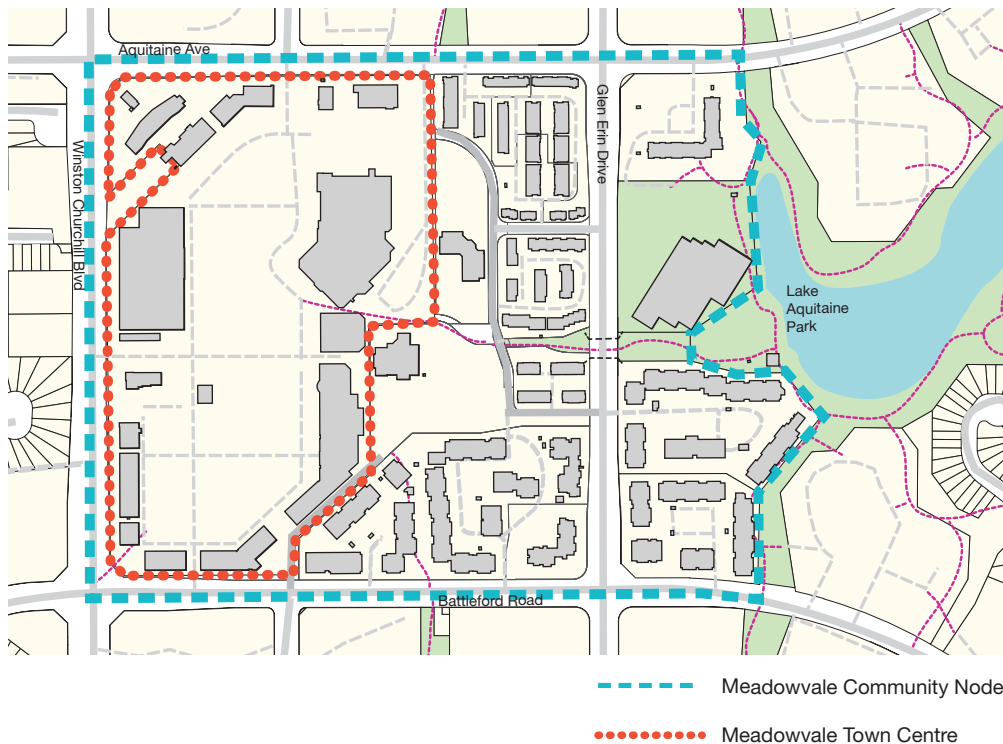 Aquitaine Ave
Winston Churchill Blvd
Glen Erin Drive
Lake
Aquitaine
Park
Battleford Road
Meadowvale Community Node
Meadowvale Town Centre